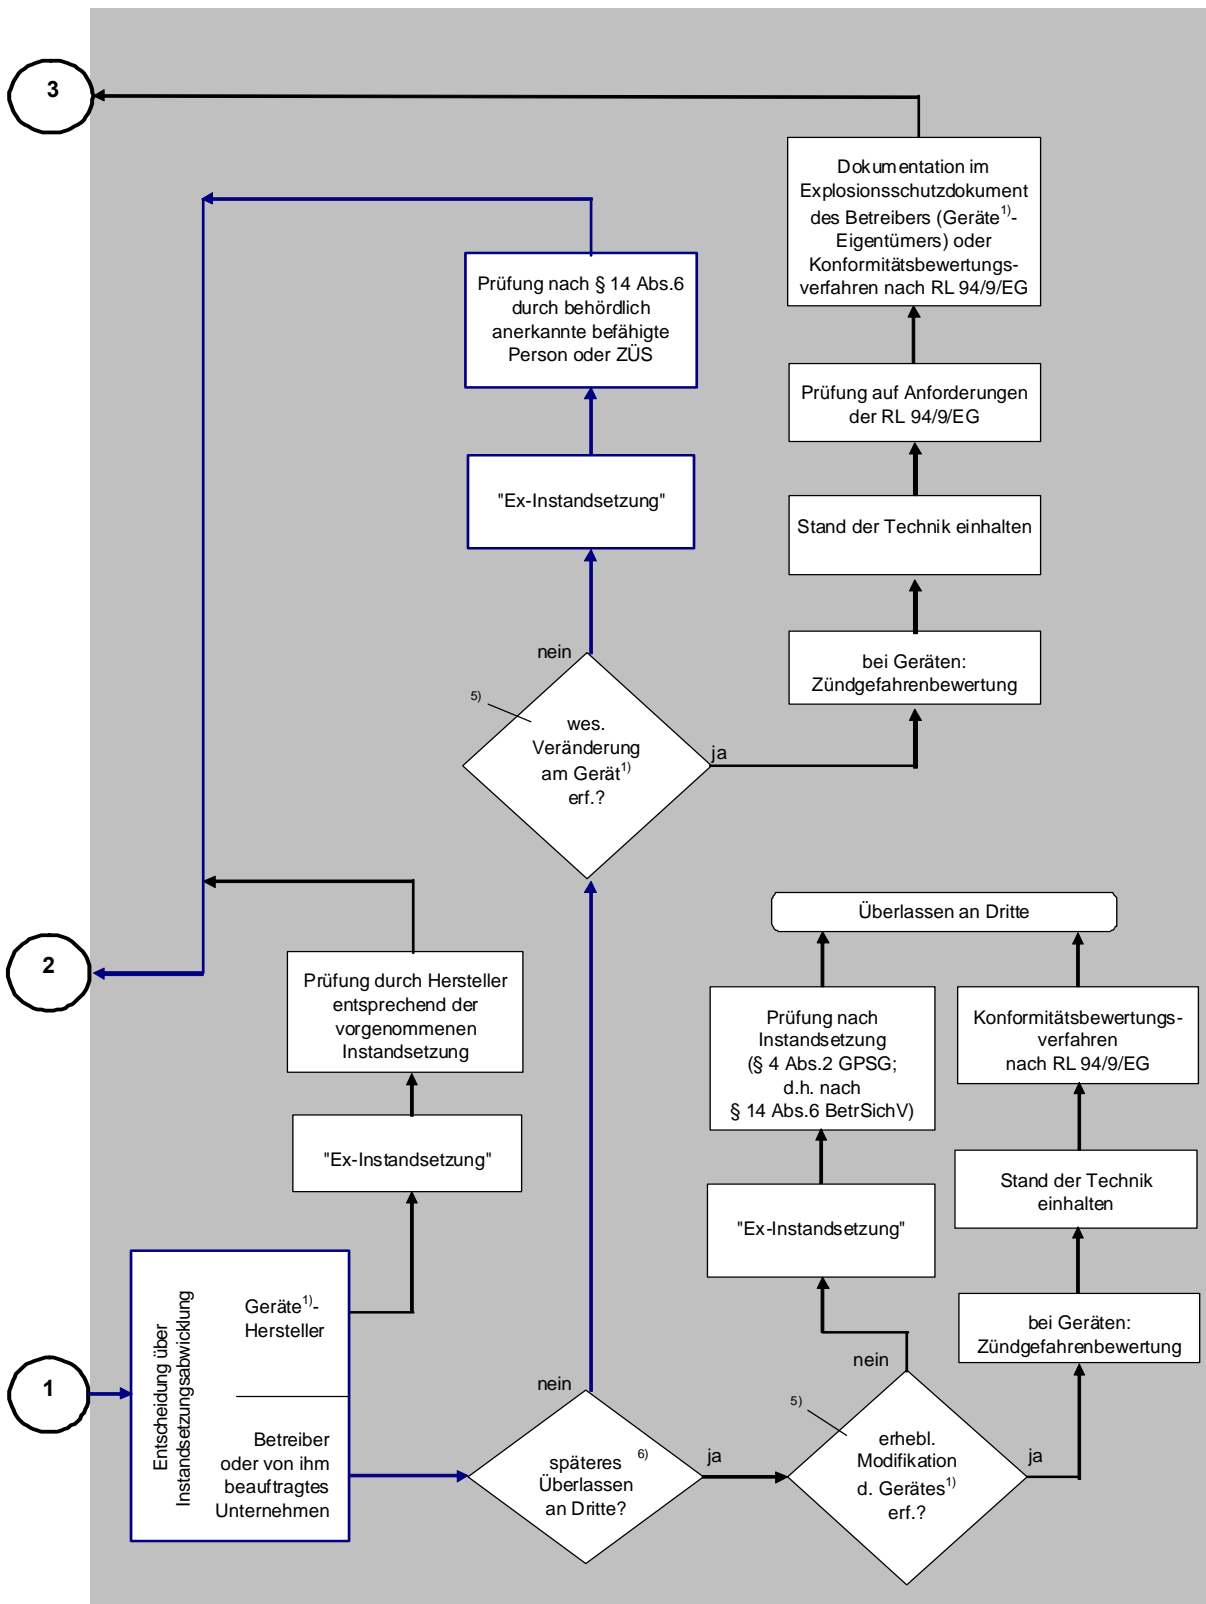 3
Dokumentation im
Explosionsschutzdokument
des Betreibers (Geräte1)-
Eigentümers) oder
Konformitätsbewertungs-
verfahren nach RL 94/9/EG
Prüfung nach § 14 Abs.6
durch behördlich
anerkannte befähigte
Person oder ZÜS
Prüfung auf Anforderungen
der RL 94/9/EG
"Ex-Instandsetzung"
Stand der Technik einhalten
bei Geräten:
Zündgefahrenbewertung
nein
5)
wes.
Veränderung
am Gerät1)
erf.?
ja
Überlassen an Dritte
2
Prüfung durch Hersteller
entsprechend der
vorgenommenen
Instandsetzung
Prüfung nach
Instandsetzung
(§ 4 Abs.2 GPSG;
d.h. nach
§ 14 Abs.6 BetrSichV)
Konformitätsbewertungs-
verfahren
nach RL 94/9/EG
"Ex-Instandsetzung"
Stand der Technik
einhalten
"Ex-Instandsetzung"
bei Geräten:
Zündgefahrenbewertung
1
Entscheidung über
Instandsetzungsabwicklung
Geräte1)-
Hersteller
Betreiber
oder von ihm
beauftragtes
Unternehmen
nein
späteres 6)
Überlassen
an Dritte?
ja
nein
5)
erhebl.
Modifikation
d. Gerätes1)
erf.?
ja